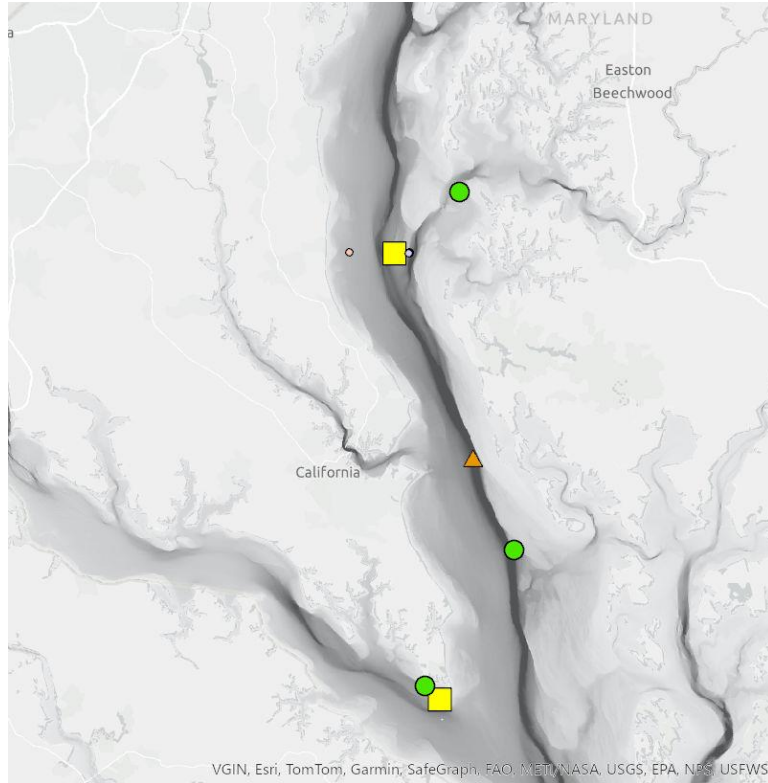 MARYLAND
a
Easton
Beechwood
California
VGIN, Esri, TomTom, Garmin, SafeGraph, FAO, METI/NASA, USGS, EPA, NPS, USFWS